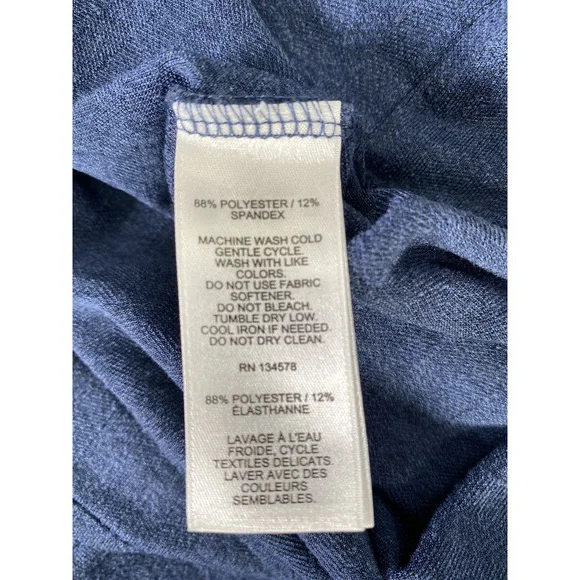 88% POLYESTER / 12%
SPANDEX
MACHINE WASH COLD
GENTLE CYCLE.
WASH WITH LIKE
COLORS.
DO NOT USE FABRIC
SOFTENER.
DO NOT BLEACH.
TUMBLE DRY LOW.
COOL IRON IF NEEDED.
DO NOT DRY CLEAN.
RN 134578
88% POLYESTER / 12%
ÉLASTHANNE
LAVAGE À L'EAU
FROIDE, CYCLE
TEXTILES DELICATS.
LAVER AVEC DES
COULEURS
SEMBLABLES.